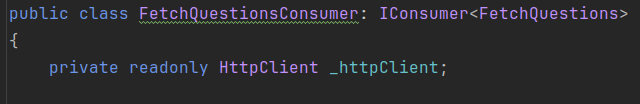 public class FetchQuestionsConsumer: IConsumer<FetchQuestions>
{
private readonly HttpClient _httpClient;